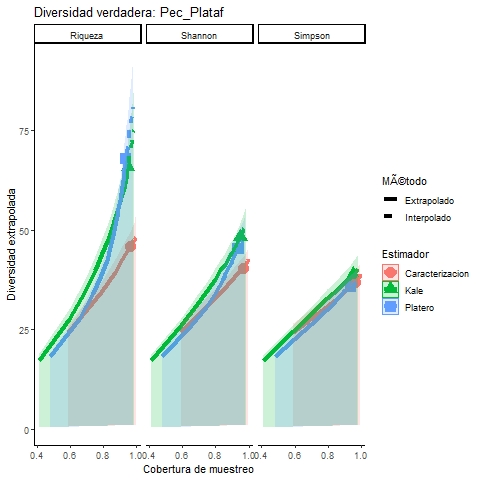 Diversidad verdadera: Pec_Plataf
Riqueza
Shannon
Simpson
Diversidad extrapolada
75
50
25
0
0.4 0.6 0.8 1.0
0.4 0.6 0.8 1.0
0.4 0.6 0.8 1.0
Cobertura de muestreo
MÃ©todo
Extrapolado
Interpolado
Estimador
Caracterizacion
Kale
Platero